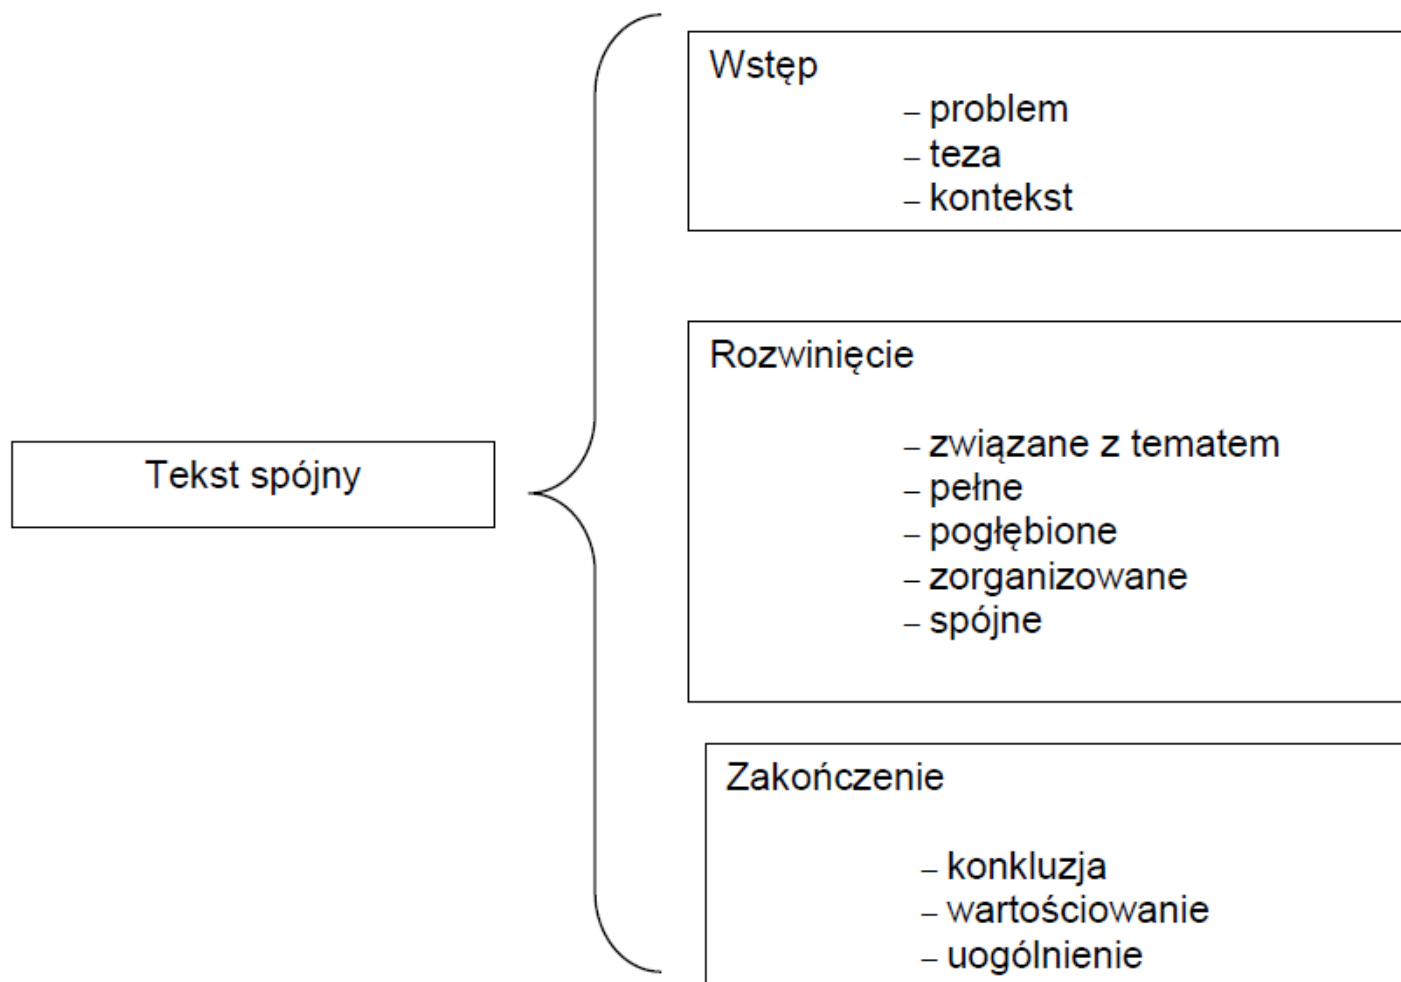 Wstęp
– problem
– teza
– kontekst
Rozwinięcie
– związane z tematem
– pełne
– pogłębione
– zorganizowane
– spójne
Tekst spójny
Zakończenie
– konkluzja
– wartościowanie
– uogólnienie